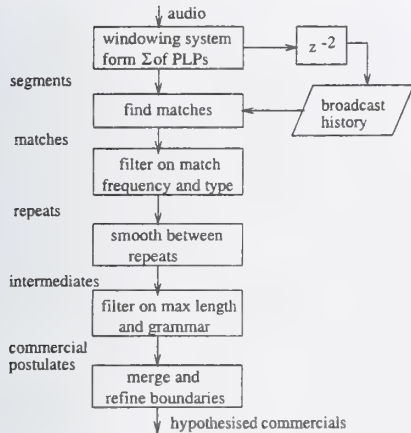 audio
windowing system
form Σof PLPs
z -2
segments
find matches
broadcast
history
matches
filter on match
frequency and type
repeats
smooth between
repeats
intermediates
filter on max length
and grammar
commercial
postulates
merge and
refine boundaries
hypothesised commercials